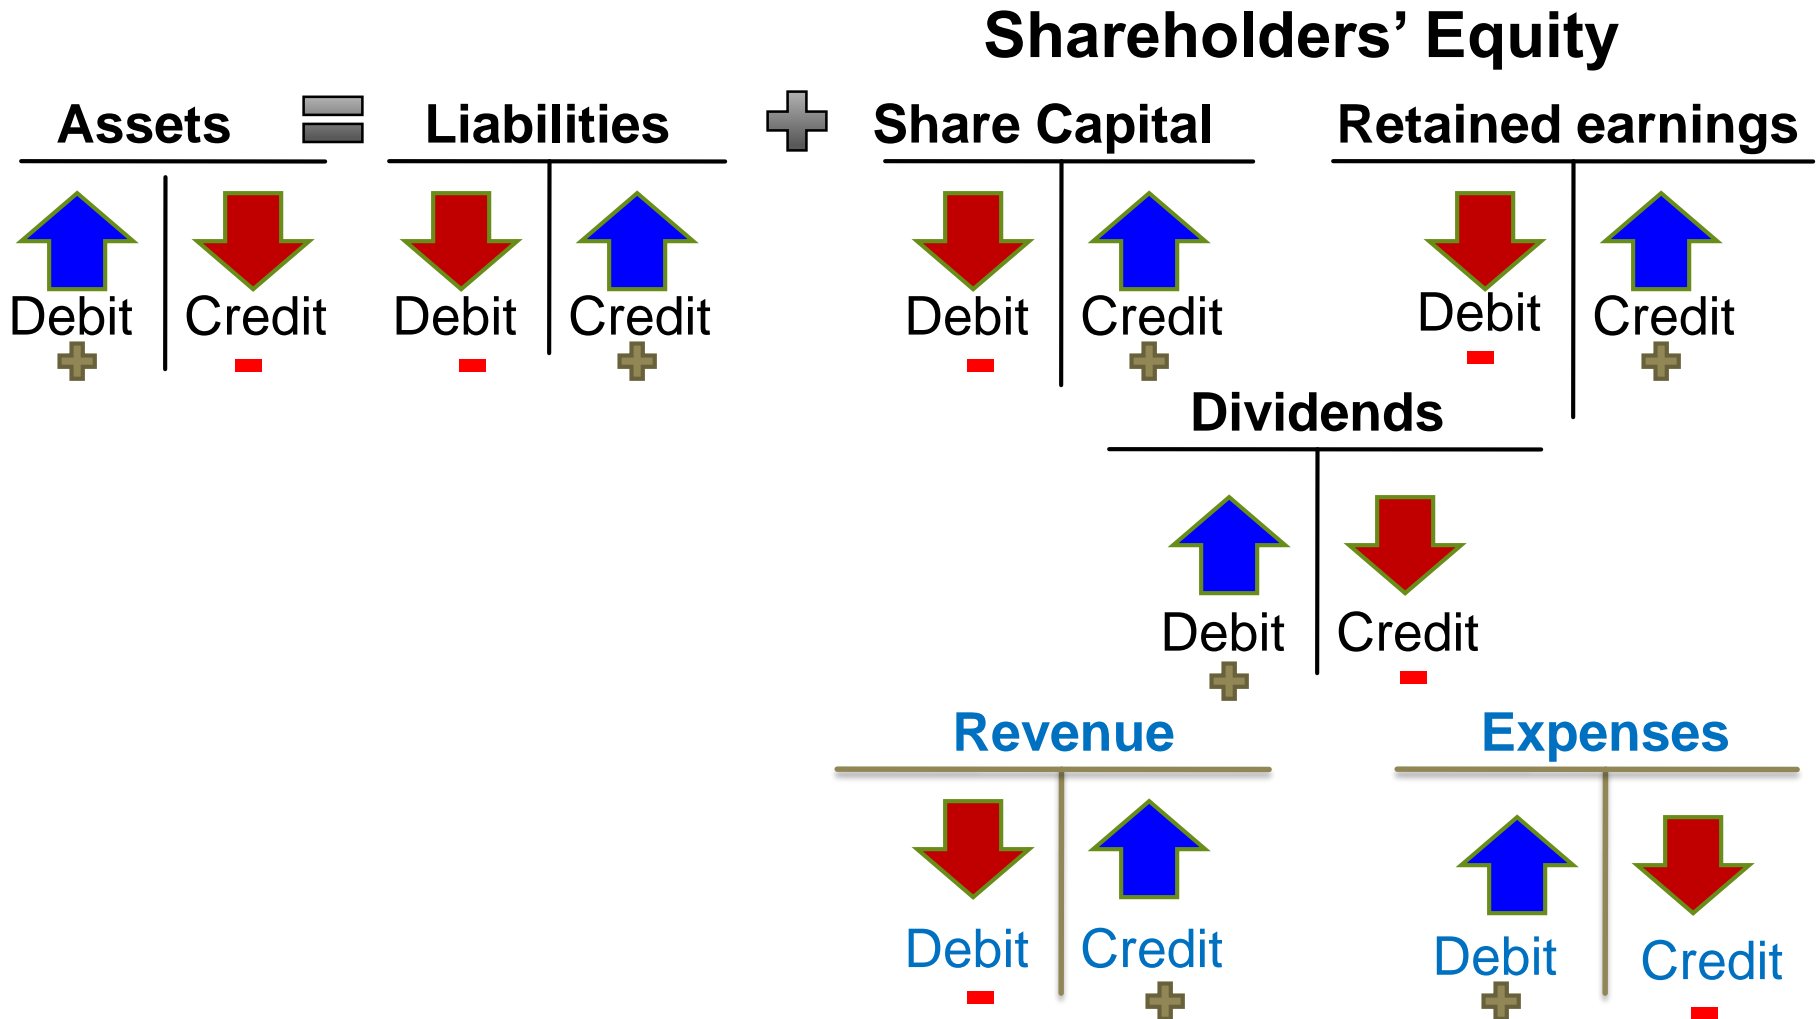 Shareholders’ Equity
Assets = Liabilities + Share Capital Retained earnings
Debit Credit Debit Credit Debit Credit Debit Credit
+ - - + - + - +
Dividends
Debit Credit
+ -
Revenue Expenses
Debit Credit Debit Credit
- + + -